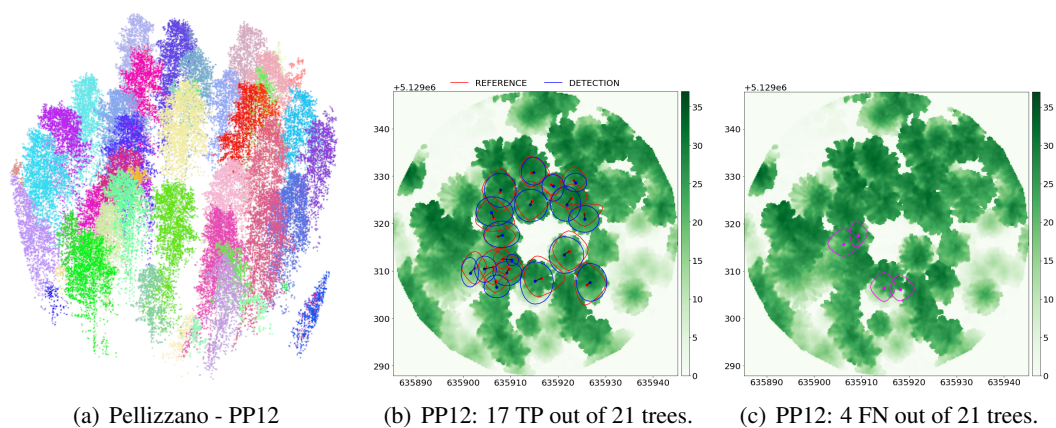 REFERENCE DETECTION
+5.129e6 +5.129e6
340 35 340 35
330 30 330 30
25 25
320 20 320 20
310 15 310 15
10 10
300 5 300 5
290 0 290 0
635890 635900 635910 635920 635930 635940 635890 635900 635910 635920 635930 635940
(a) Pellizzano - PP12 (b) PP12: 17 TP out of 21 trees. (c) PP12: 4 FN out of 21 trees.